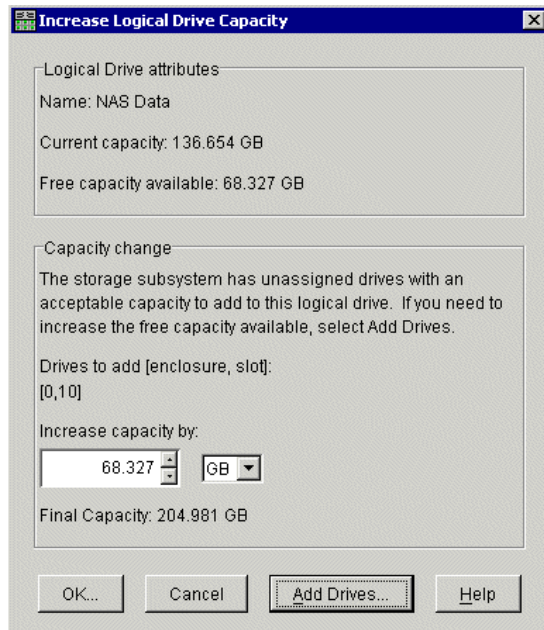 Increase Logical Drive Capacity
Logical Drive attributes
Name: NAS Data
Current capacity: 136.654 GB
Free capacity available: 68.327 GB
Capacity change
The storage subsystem has unassigned drives with an
acceptable capacity to add to this logical drive. If you need to
increase the free capacity available, select Add Drives.
Drives to add [enclosure, slot]:
[0,10]
Increase capacity by:
68.327 GB
Final Capacity: 204.981 GB
OK... Cancel Add Drives... Help